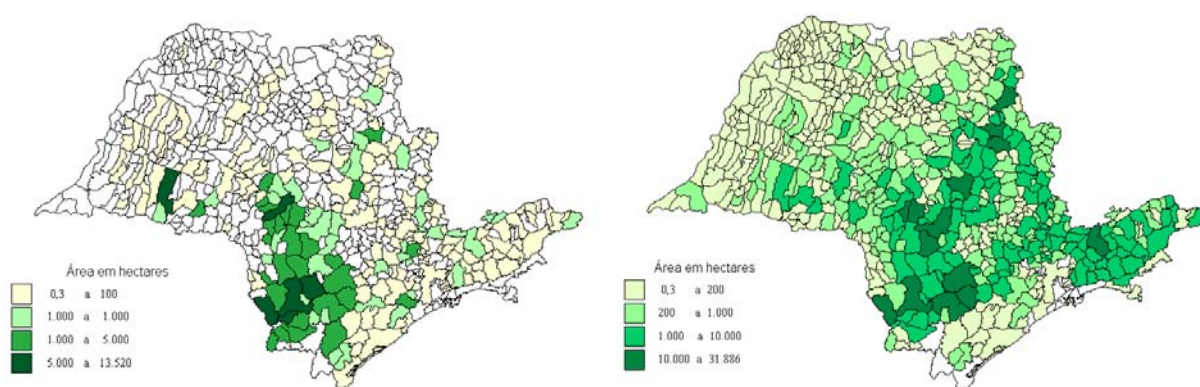 Área em hectares
0,3 a 100
1.000 a 1.000
1.000 a 5.000
5.000 a 13.520
Área em hectares
0,3 a 200
200 a 1.000
1.000 a 10.000
10.000 a 31.886